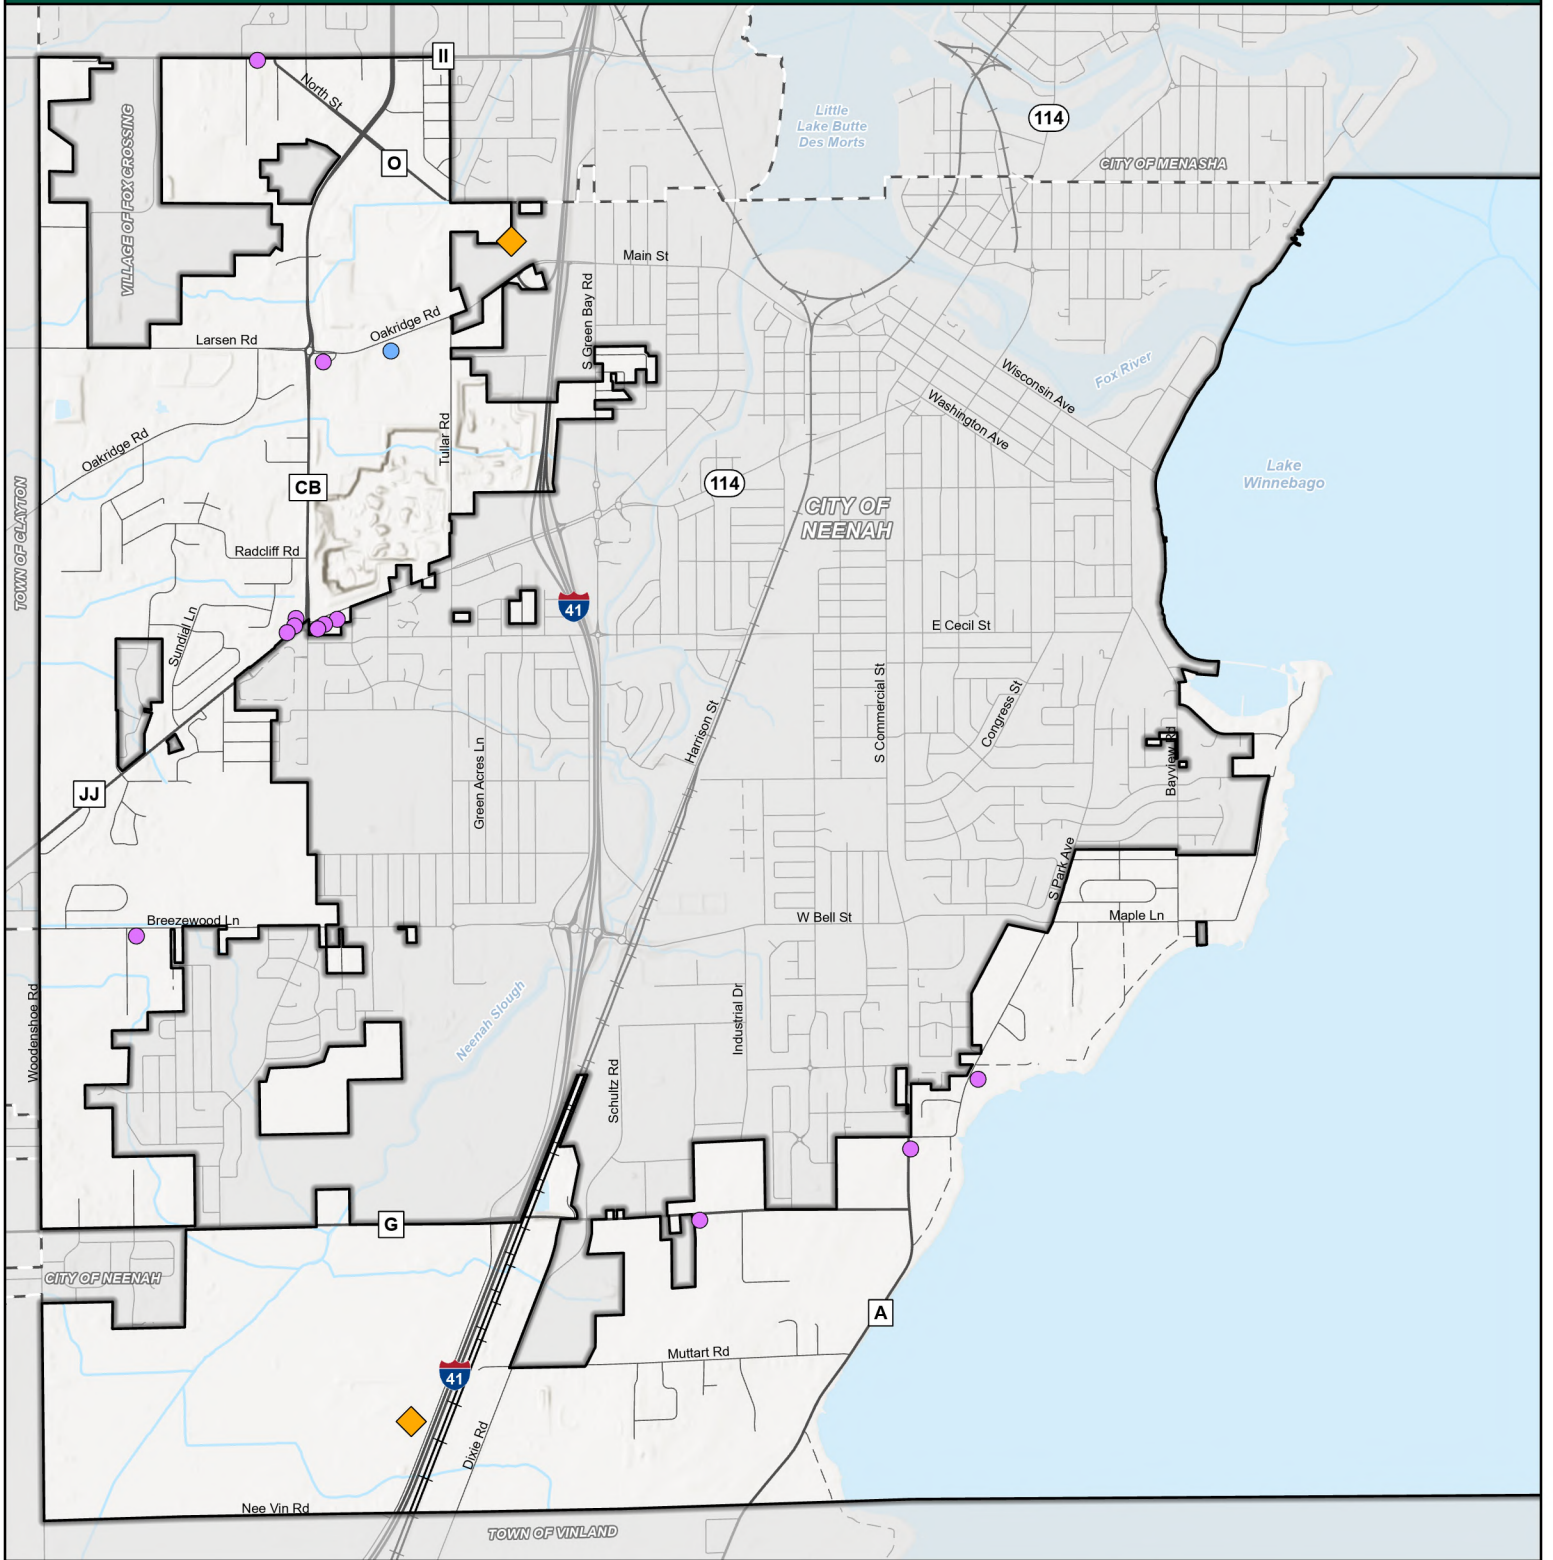 II
North St
O
114
Little
Lake Butte
Des Morts
CITY OF MENASHA
VILLAGE OF FOX CROSSING
Main St
S Green Bay Rd
Larsen Rd
Oakridge Rd
Wisconsin Ave
Fox River
Washington Ave
Oakridge Rd
Tullar Rd
Lake
Winnebago
CB
114
CITY OF
NEENAH
TOWN OF CLAYTON
Radcliff Rd
41
Sundial Ln
E Cecil St
S Commercial St
Congress St
Harrison St
Green Acres Ln
Bayview Rd
JJ
S Park Ave
Breezewood Ln
W Bell St
Maple Ln
Woodenshoe Rd
Neenah Slough
Industrial Dr
Schultz Rd
G
CITY OF NEENAH
A
Muttart Rd
41
Dixie Rd
Nee Vin Rd
TOWN OF VINLAND